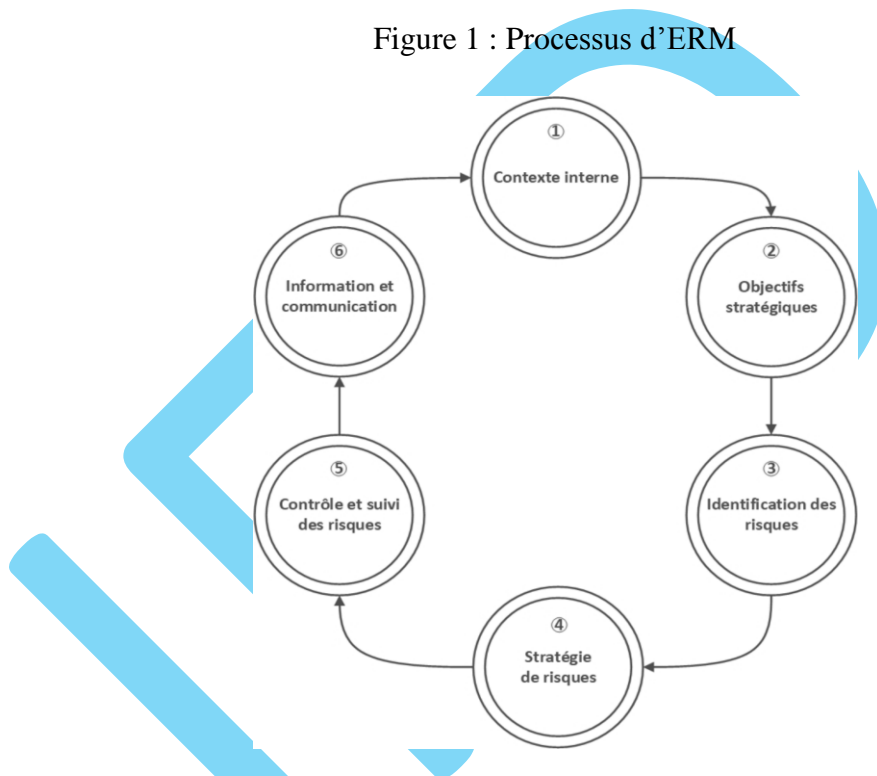 Figure 1 : Processus d’ERM
①
Contexte interne
②
Objectifs
stratégiques
③
Identification des
risques
④
Stratégie
de risques
⑤
Contrôle et suivi
des risques
⑥
Information et
communication